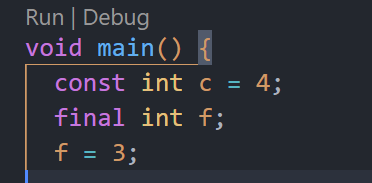 Run | Debug
void main() {
  const int c = 4;
  final int f;
  f = 3;